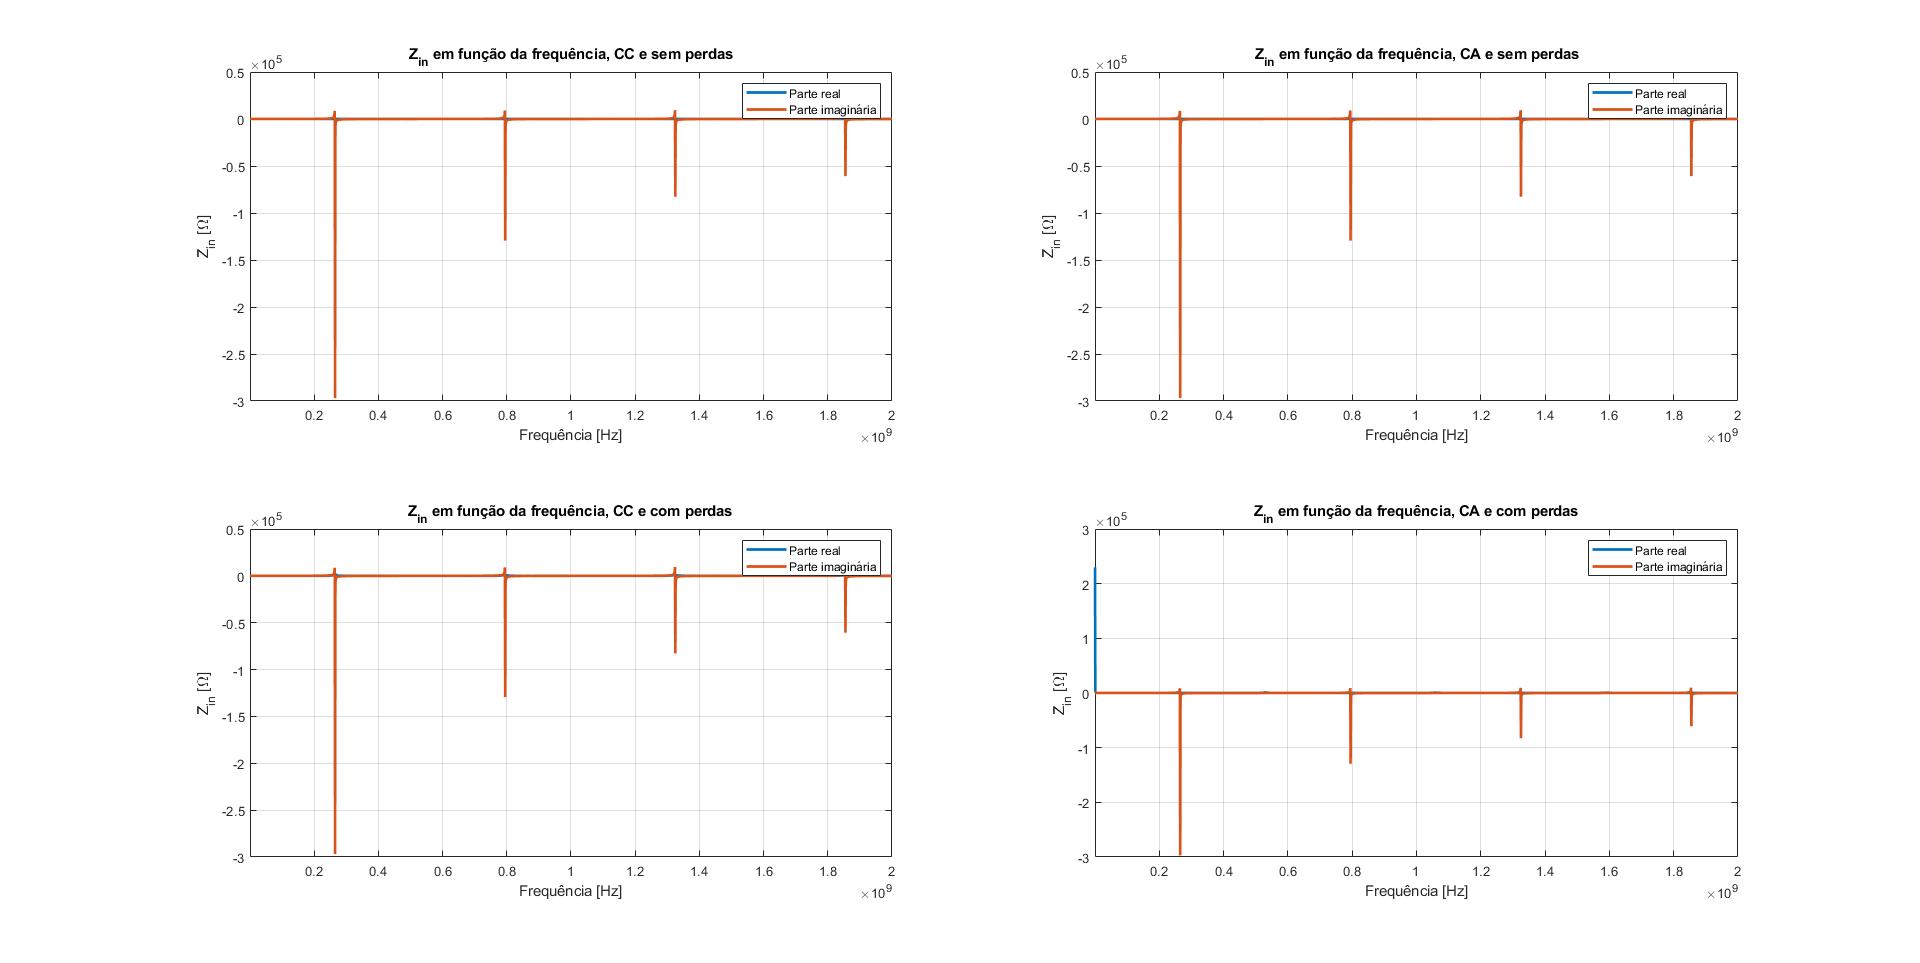 Z_in em função da frequência, CC e sem perdas
×10^5
0.5
0
-0.5
-1
-1.5
-2
-2.5
-3
Z_in [Ω]
0.2 0.4 0.6 0.8 1 1.2 1.4 1.6 1.8 2
Frequência [Hz]
×10^9
Parte real
Parte imaginária
Z_in em função da frequência, CA e sem perdas
×10^5
0.5
0
-0.5
-1
-1.5
-2
-2.5
-3
Z_in [Ω]
0.2 0.4 0.6 0.8 1 1.2 1.4 1.6 1.8 2
Frequência [Hz]
×10^9
Parte real
Parte imaginária
Z_in em função da frequência, CC e com perdas
×10^5
0.5
0
-0.5
-1
-1.5
-2
-2.5
-3
Z_in [Ω]
0.2 0.4 0.6 0.8 1 1.2 1.4 1.6 1.8 2
Frequência [Hz]
×10^9
Parte real
Parte imaginária
Z_in em função da frequência, CA e com perdas
×10^5
3
2
1
0
-1
-2
-3
Z_in [Ω]
0.2 0.4 0.6 0.8 1 1.2 1.4 1.6 1.8 2
Frequência [Hz]
×10^9
Parte real
Parte imaginária